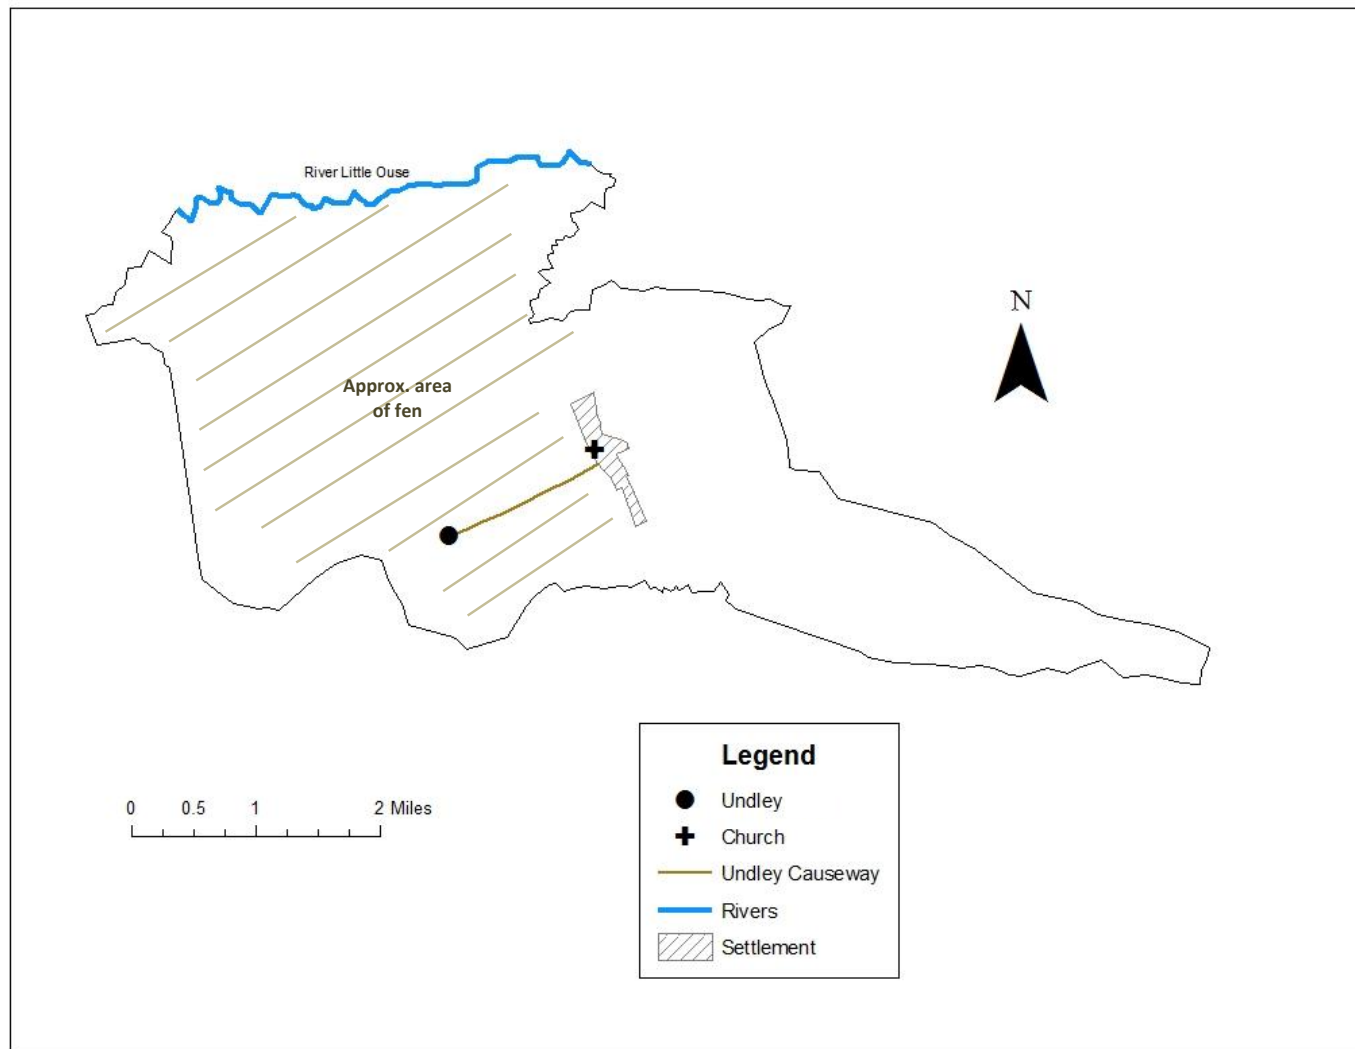 River Little Ouse
N
Approx. area
of fen
Legend
Undley
Church
Undley Causeway
Rivers
Settlement
0 0.5 1 2 Miles